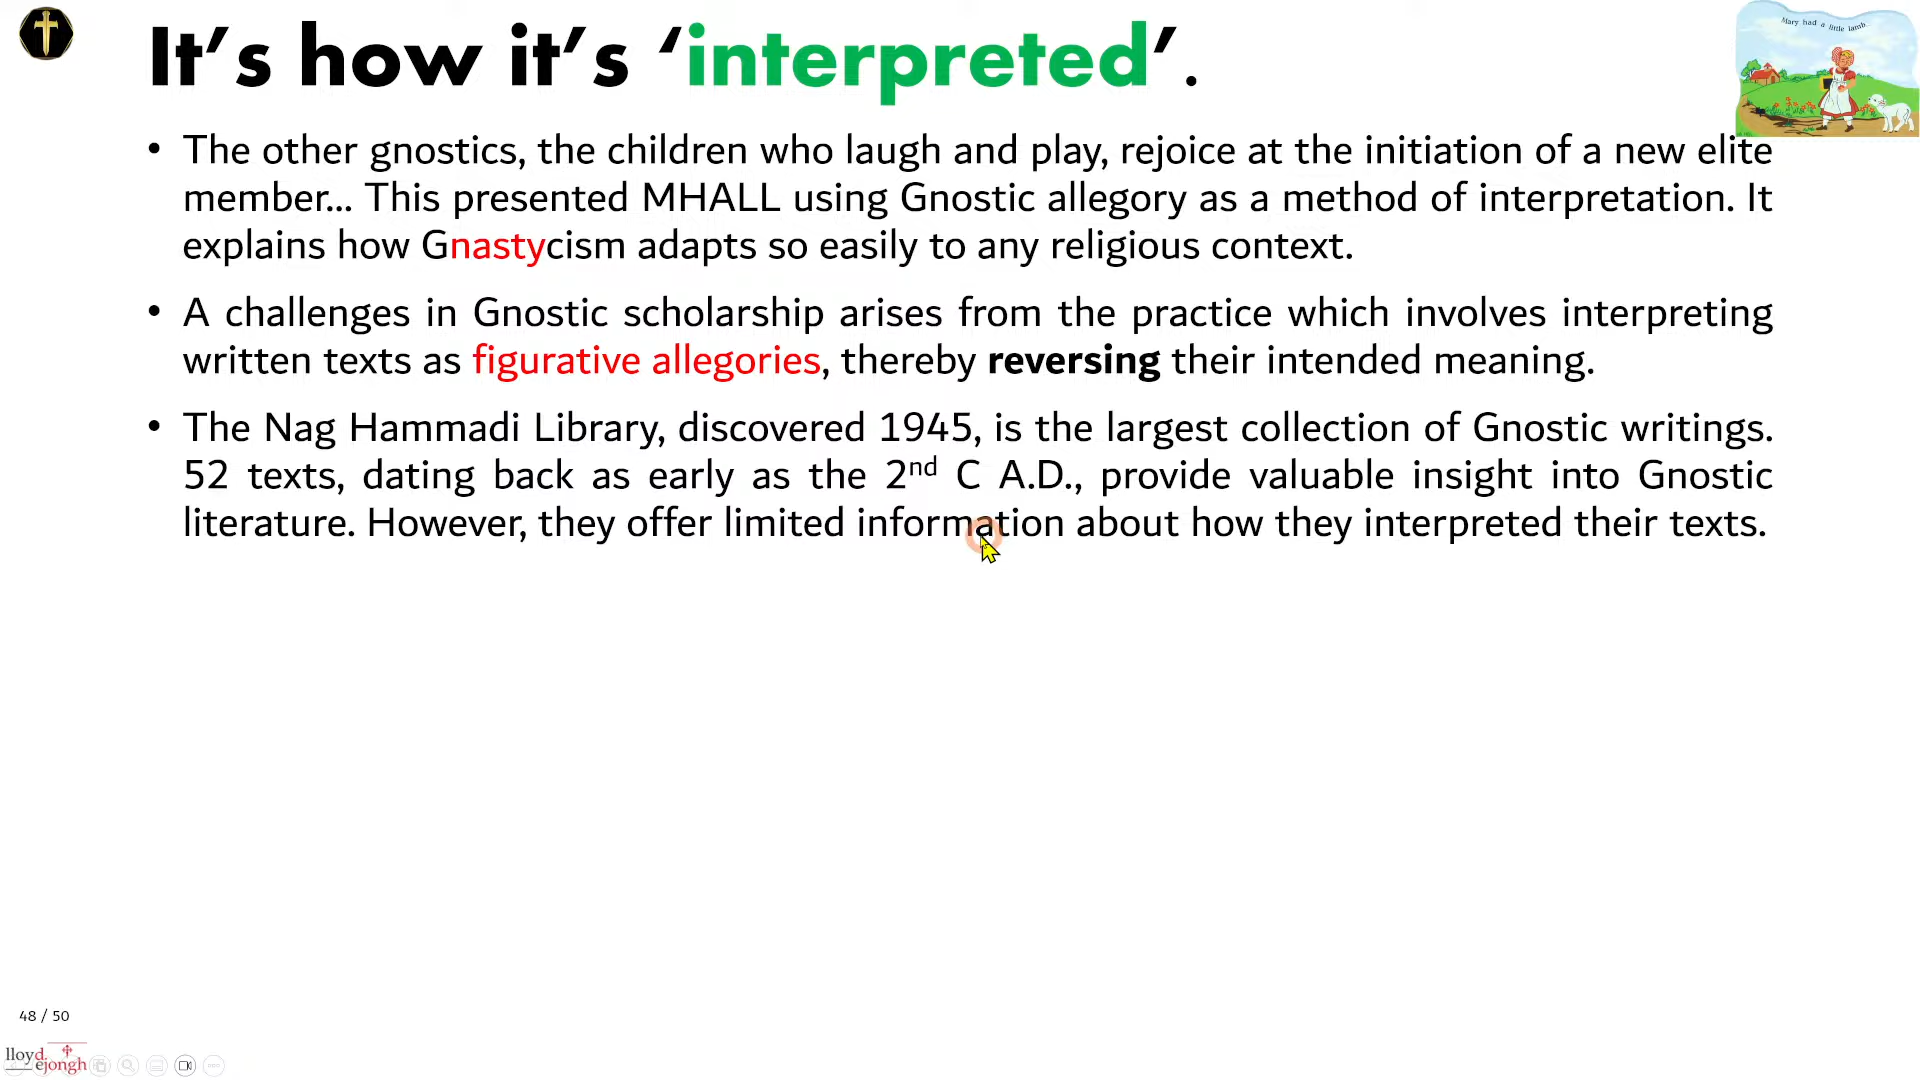 It’s how it’s ‘interpreted’.
Mary had a little lamb
• The other gnostics, the children who laugh and play, rejoice at the initiation of a new elite
member... This presented MHALL using Gnostic allegory as a method of interpretation. It
explains how Gnastycism adapts so easily to any religious context.
• A challenges in Gnostic scholarship arises from the practice which involves interpreting
written texts as figurative allegories, thereby reversing their intended meaning.
• The Nag Hammadi Library, discovered 1945, is the largest collection of Gnostic writings.
52 texts, dating back as early as the 2nd C A.D., provide valuable insight into Gnostic
literature. However, they offer limited information about how they interpreted their texts.
48 / 50
lloyd
ejongh